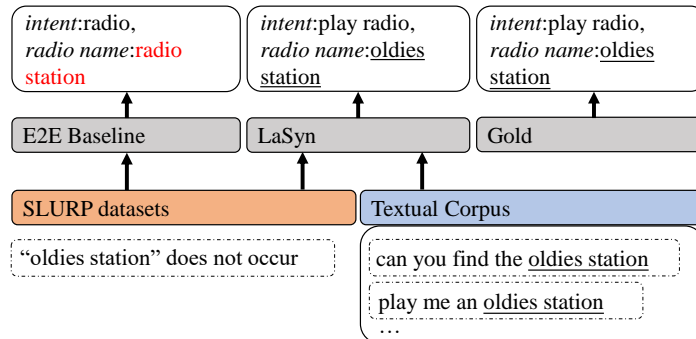 intent:radio,
radio name:radio
station
intent:play radio,
radio name:oldies
station
intent:play radio,
radio name:oldies
station
E2E Baseline
LaSyn
Gold
SLURP datasets
Textual Corpus
“oldies station” does not occur
can you find the oldies station
play me an oldies station
…